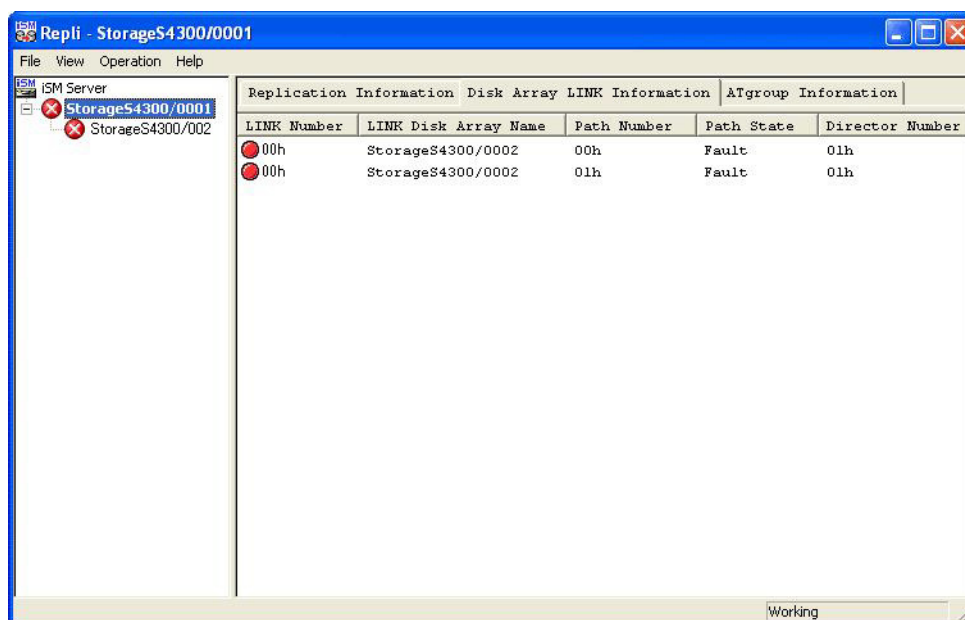 iSM Repli - StorageS4300/0001
File View Operation Help
iSM iSM Server
StorageS4300/0001
StorageS4300/002
Replication Information Disk Array LINK Information ATgroup Information
LINK Number LINK Disk Array Name Path Number Path State Director Number
00h StorageS4300/0002 00h Fault 01h
00h StorageS4300/0002 01h Fault 01h
Working